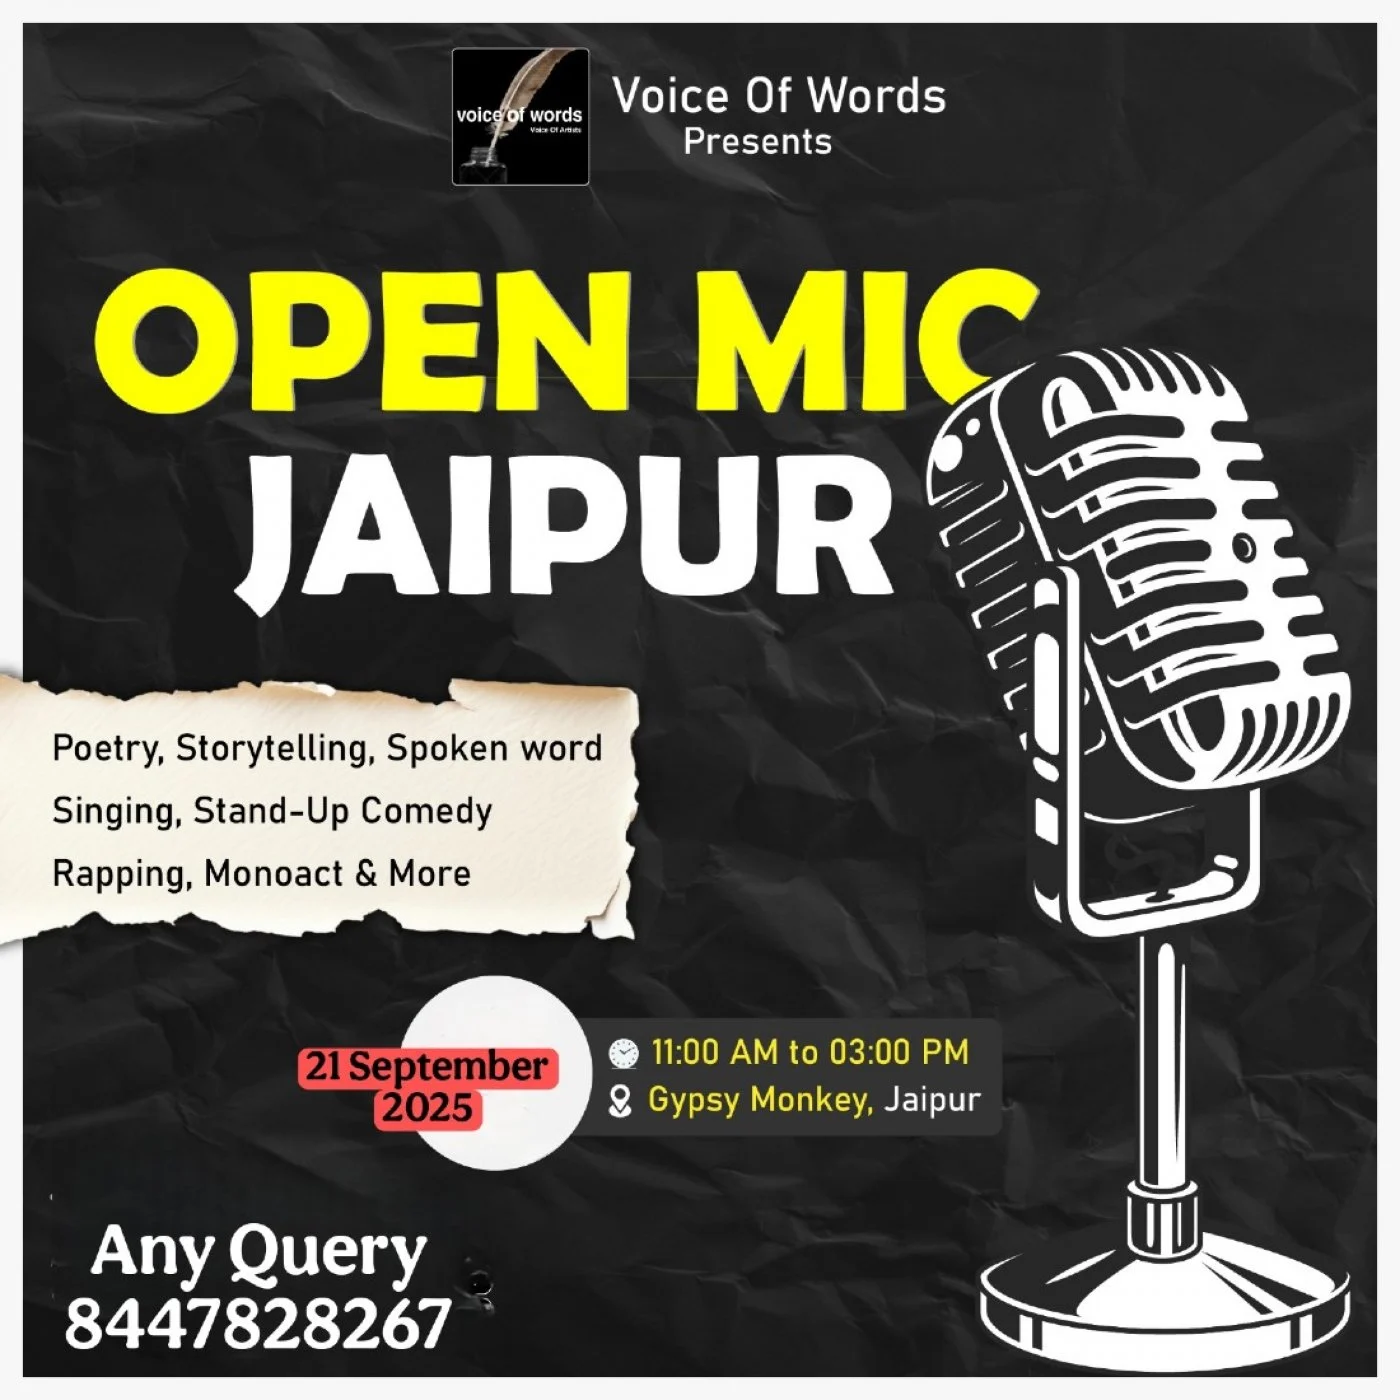 voice of words
Voice Of Artists
Voice Of Words
Presents
OPEN MIC
JAIPUR
Poetry, Storytelling, Spoken word
Singing, Stand-Up Comedy
Rapping, Monoact & More
21 September
2025
11:00 AM to 03:00 PM
Gypsy Monkey, Jaipur
Any Query
8447828267